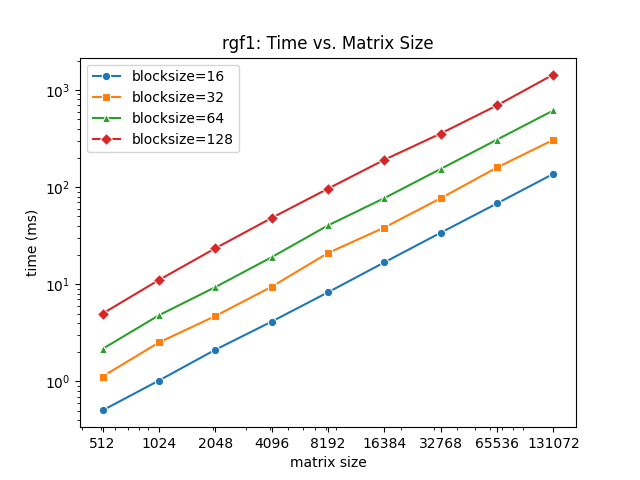 rgf1: Time vs. Matrix Size
blocksize=16
blocksize=32
blocksize=64
blocksize=128
time (ms)
10³
10²
10¹
10⁰
512 1024 2048 4096 8192 16384 32768 65536 131072
matrix size